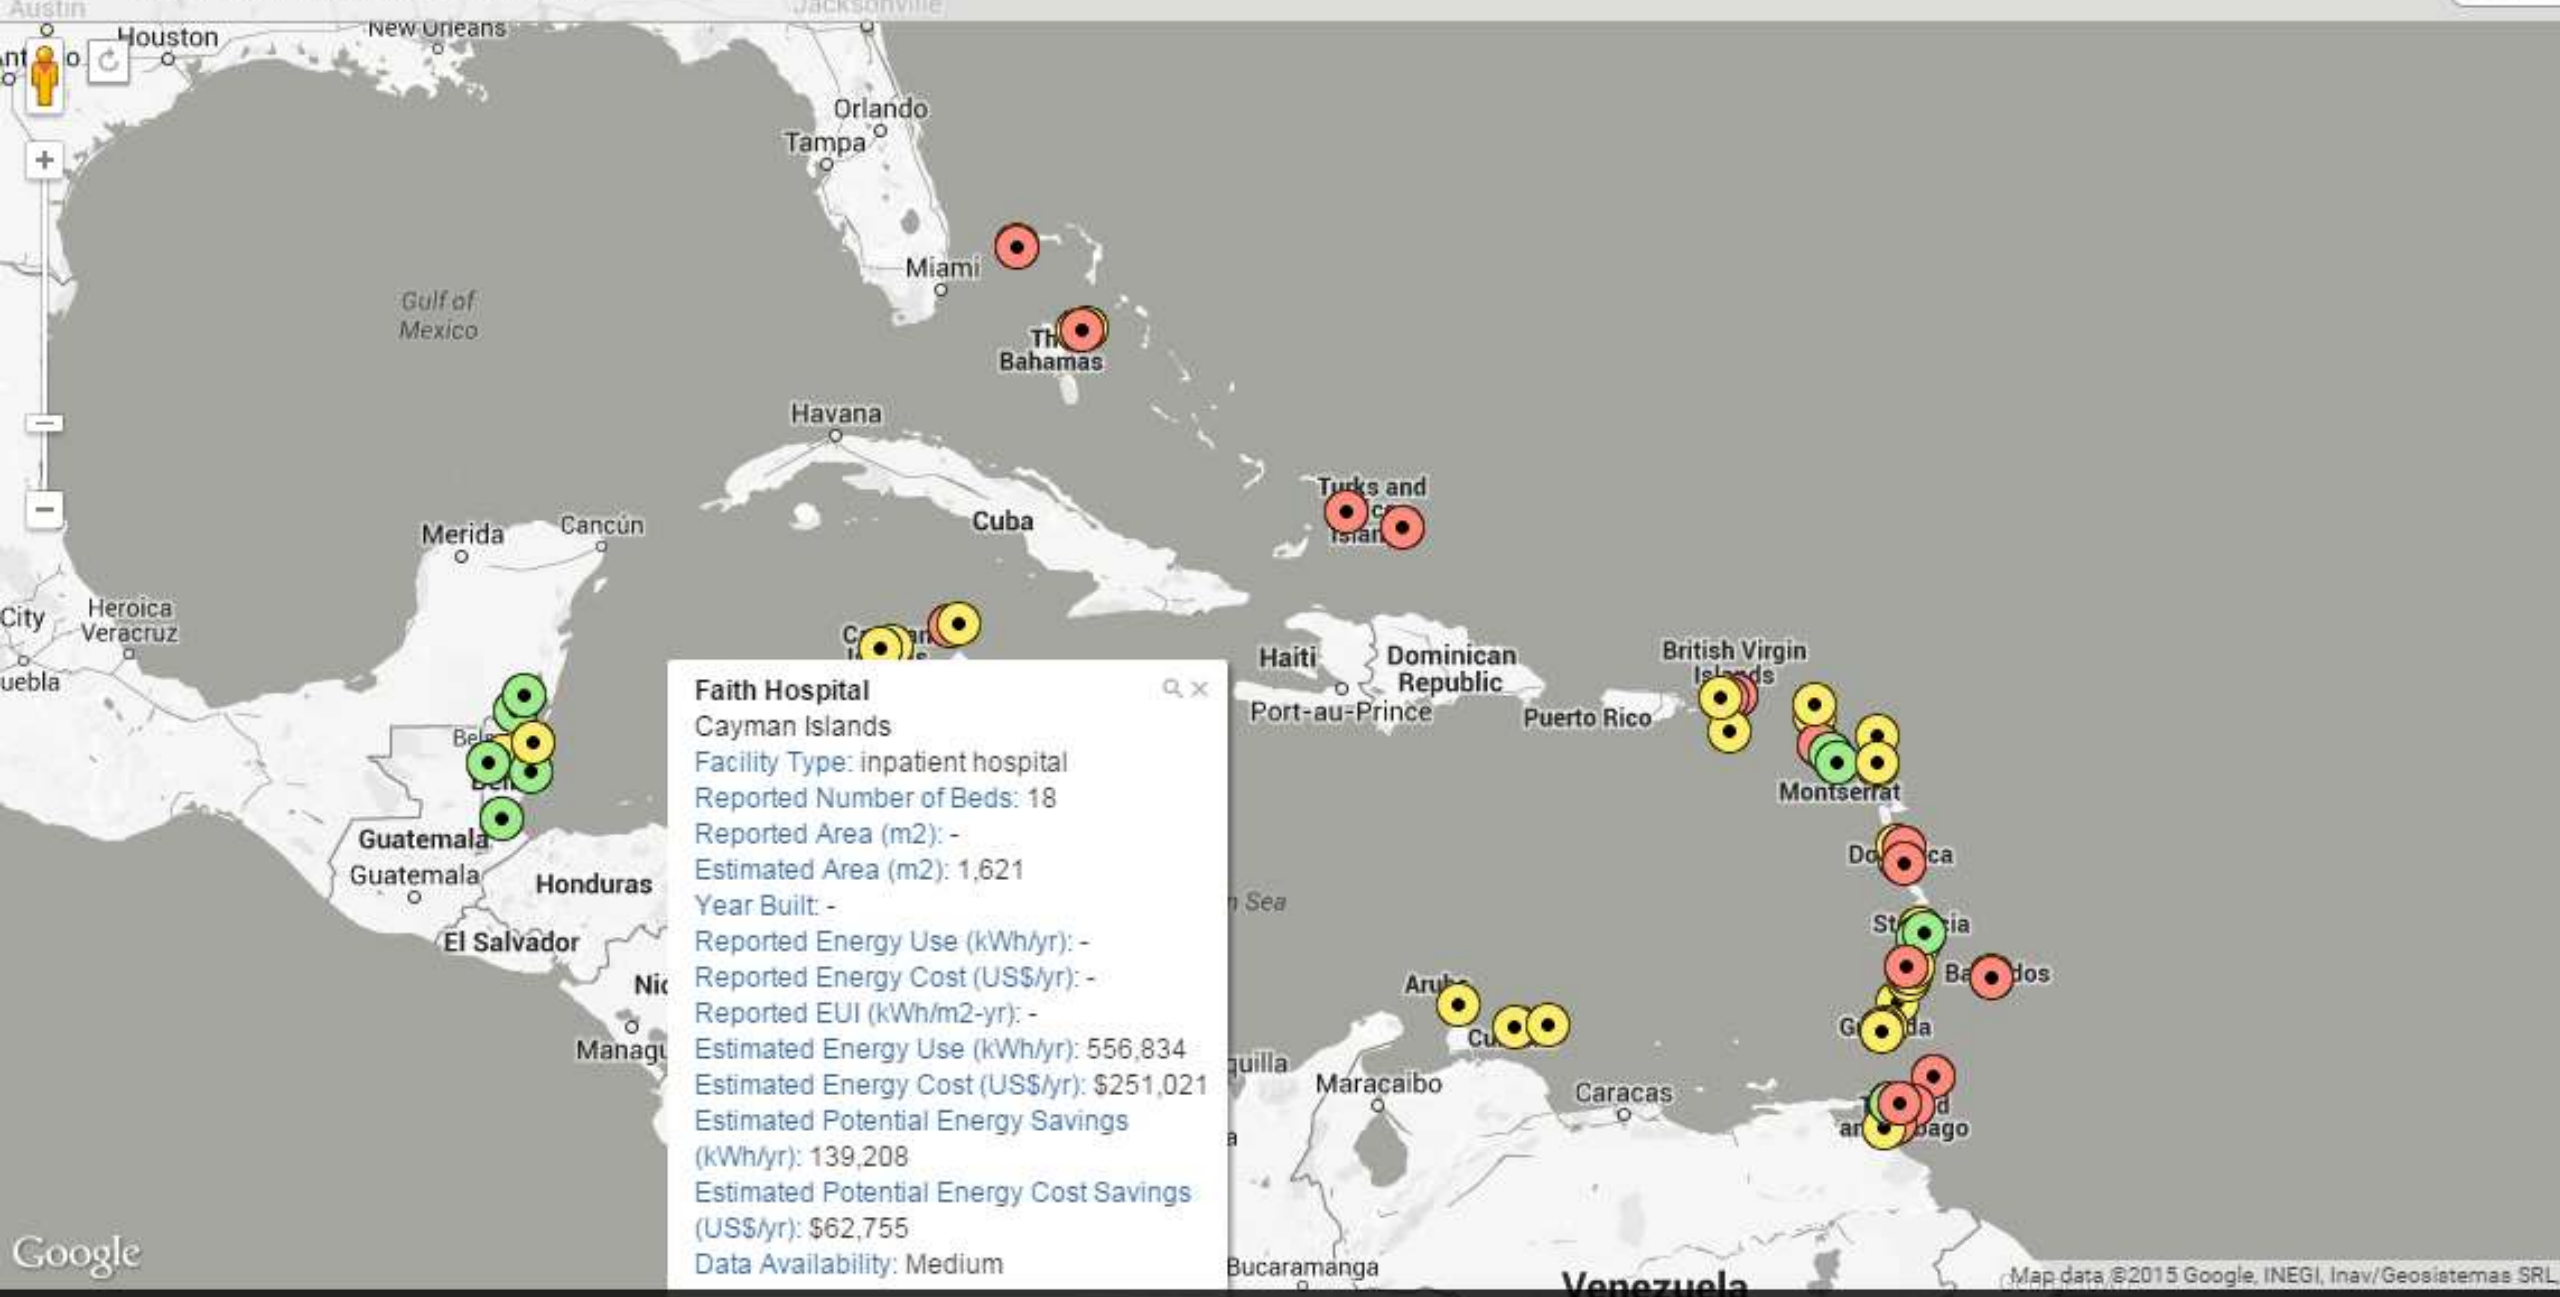 Austin
Jacksonville
Houston
New Orleans
Orlando
Tampa
Miami
Gulf of
Mexico
Bahamas
Havana
Turks and
Cuba
Merida
Cancún
City
Heroica
Veracruz
Haiti
Dominican
Republic
Port-au-Prince
Puerto Rico
British Virgin
Montserrat
Guatemala
Guatemala
Honduras
El Salvador
Sea
Maracaibo
Caracas
Bucaramanga
Venezuela
Faith Hospital
Cayman Islands
Facility Type: inpatient hospital
Reported Number of Beds: 18
Reported Area (m2): -
Estimated Area (m2): 1,621
Year Built: -
Reported Energy Use (kWh/yr): -
Reported Energy Cost (US$/yr): -
Reported EUI (kWh/m2-yr): -
Estimated Energy Use (kWh/yr): 556,834
Estimated Energy Cost (US$/yr): $251,021
Estimated Potential Energy Savings
(kWh/yr): 139,208
Estimated Potential Energy Cost Savings
(US$/yr): $62,755
Data Availability: Medium
Google
Map data ©2015 Google, INEGI, Inav/Geosistemas SRL,